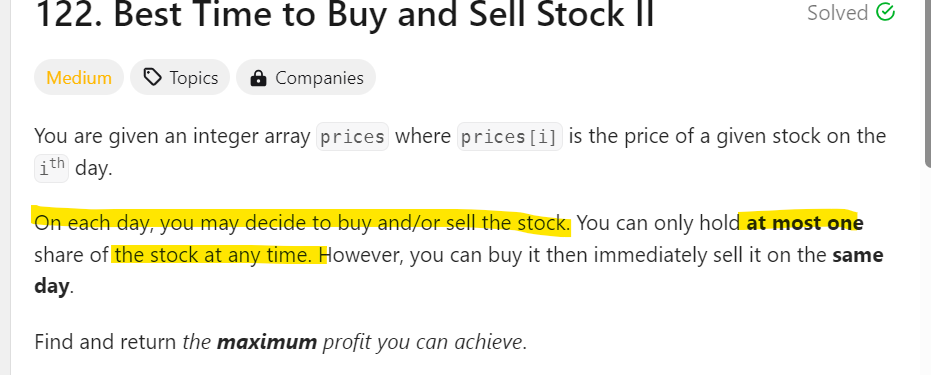 122. Best Time to Buy and Sell Stock II
Solved
Medium Topics Companies
You are given an integer array prices where prices[i] is the price of a given stock on the
ith day.
On each day, you may decide to buy and/or sell the stock. You can only hold at most one
share of the stock at any time. However, you can buy it then immediately sell it on the same
day.
Find and return the maximum profit you can achieve.